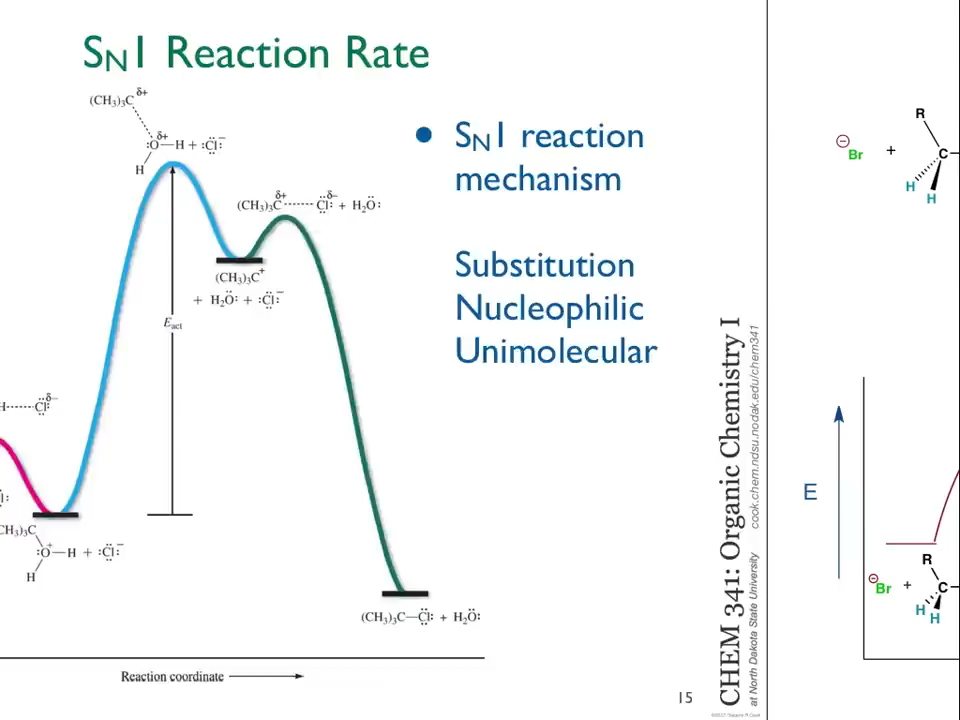 SN1 Reaction Rate
(CH3)3C δ+
δ+
:O—H + :Cl:−
H
δ+ δ−
(CH3)3C------Cl: + H2O:
(CH3)3C+
+ H2O: + :Cl:−
Eact
H-----Cl: δ−
l:
CH3)3C
:O+—H + :Cl:−
H
(CH3)3C—Cl: + H2O:
Reaction coordinate
• SN1 reaction
mechanism
Substitution
Nucleophilic
Unimolecular
15
CHEM 341: Organic Chemistry I
at North Dakota State University cook.chem.ndsu.nodak.edu/chem341
R
Br + C
H
H
E
R
Br + C
H
H